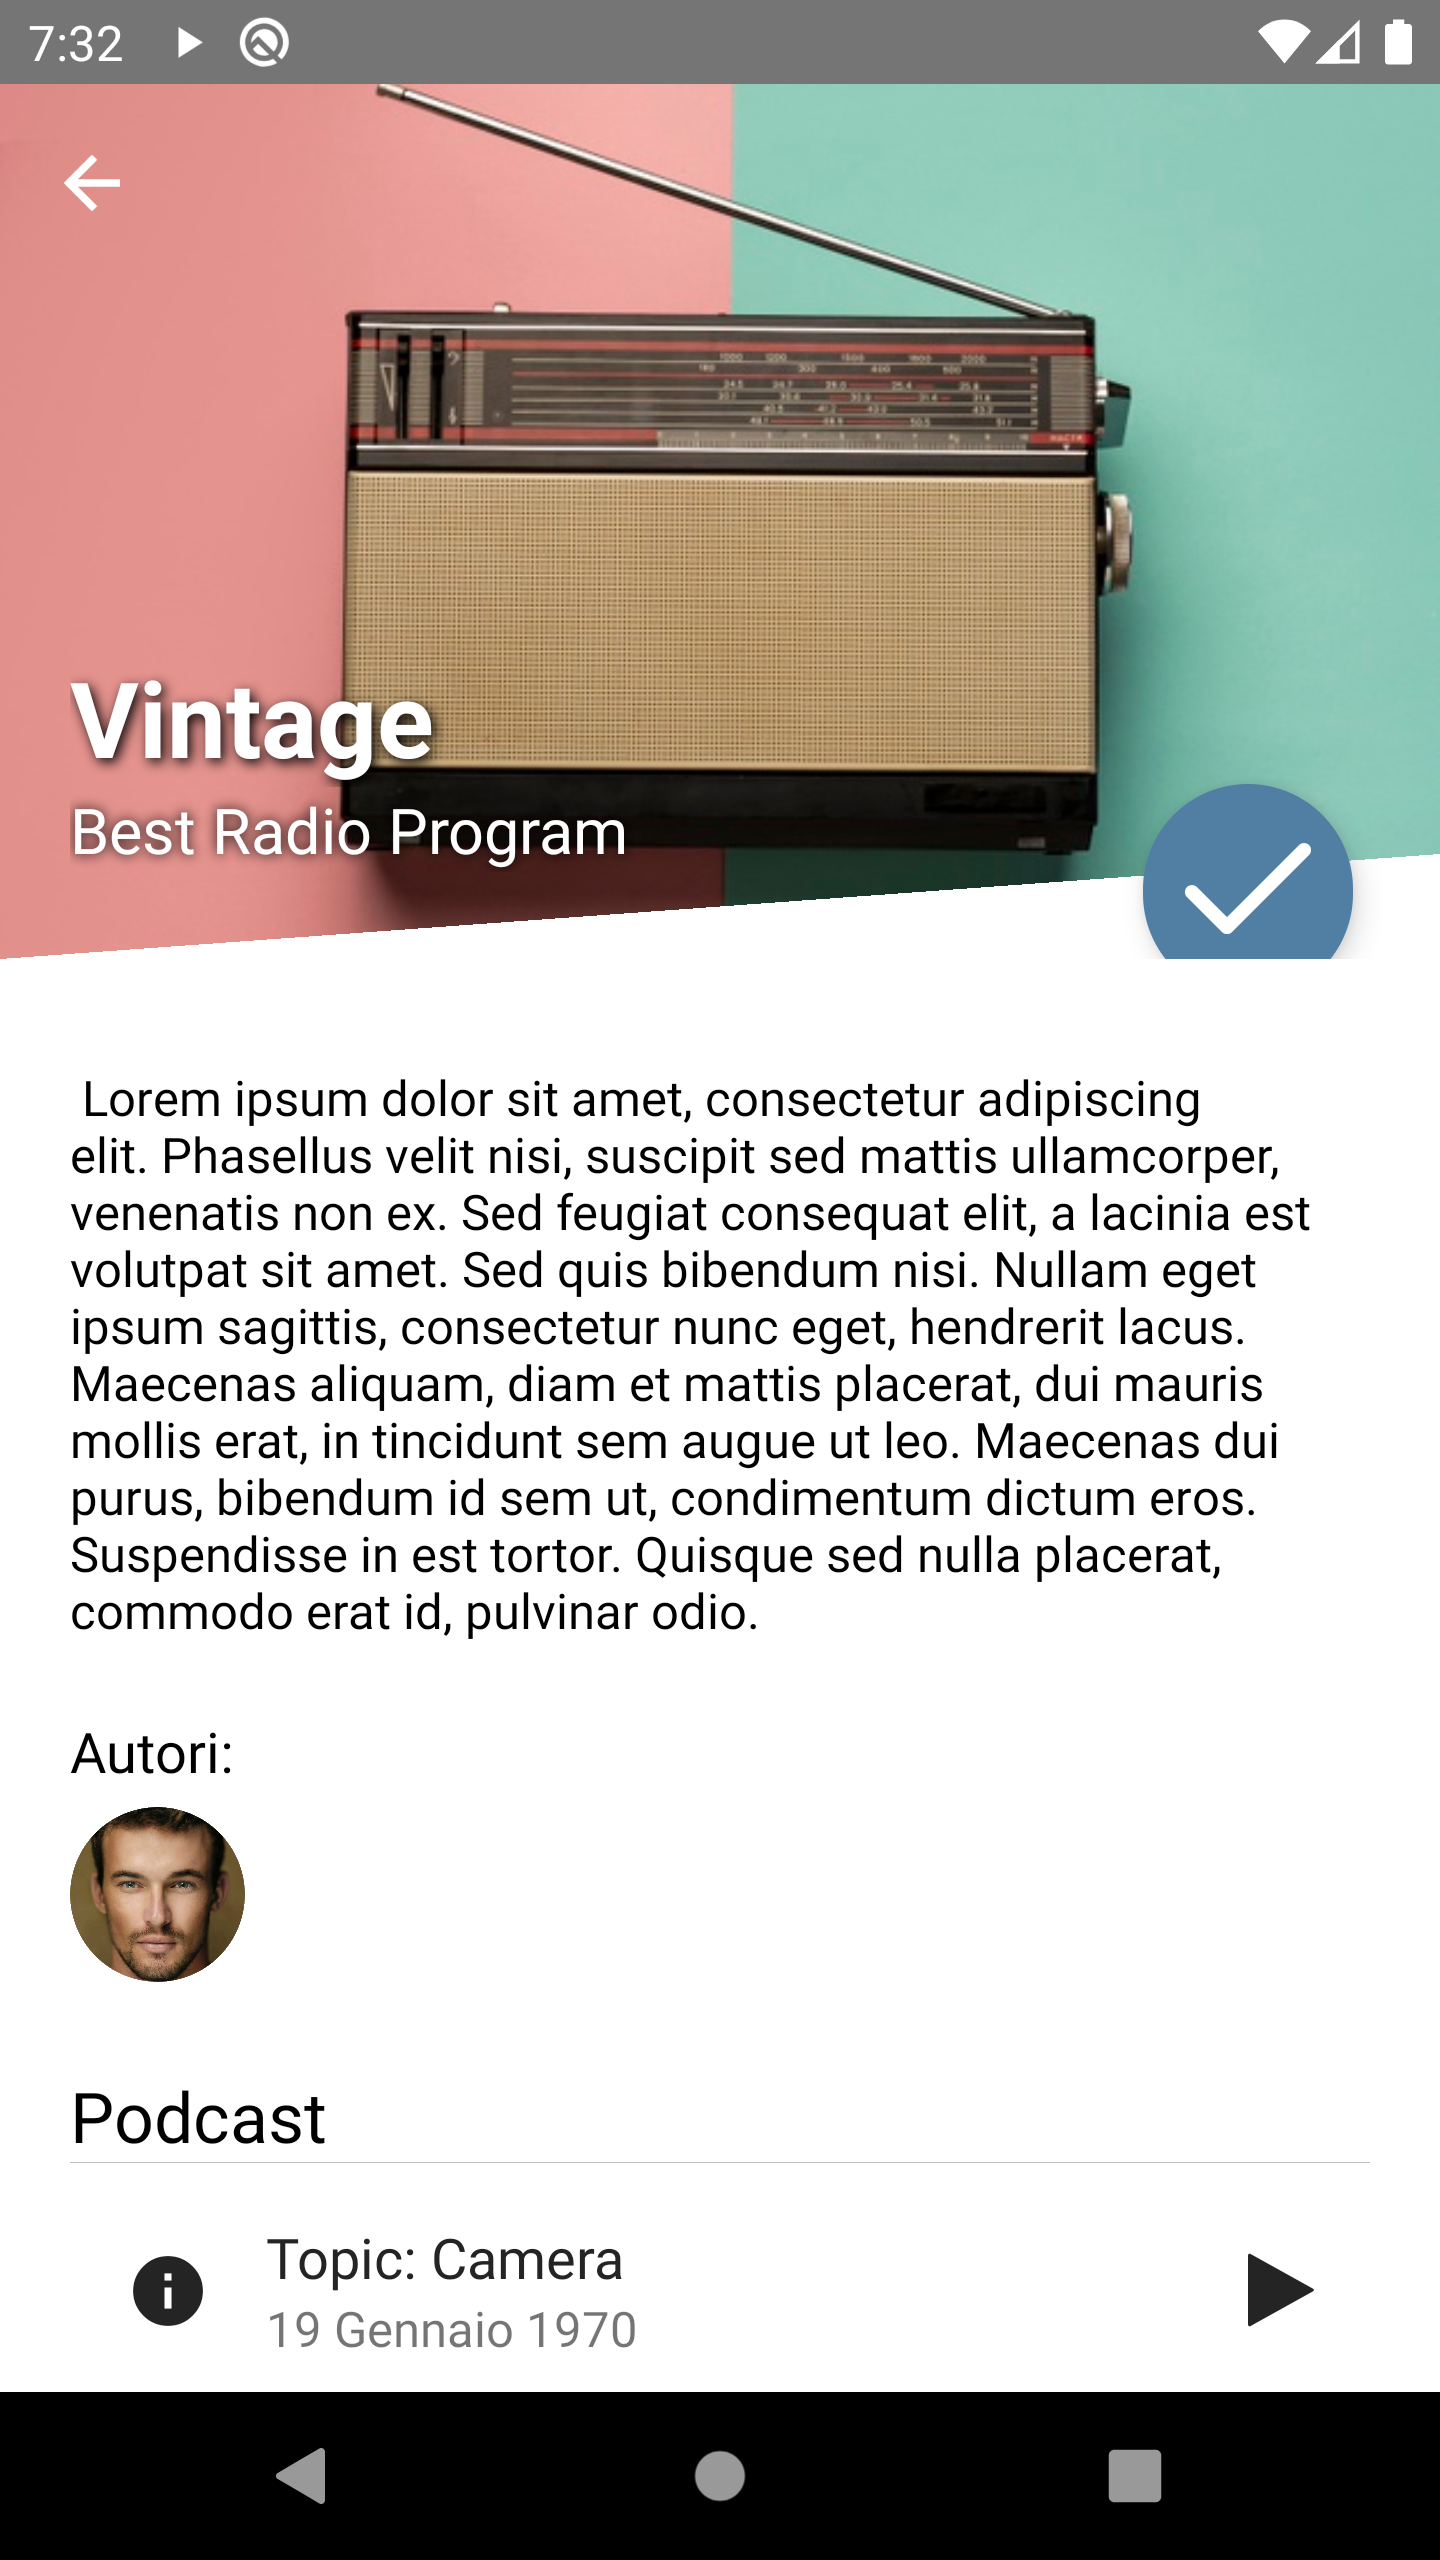 7:32
Vintage
Best Radio Program
Lorem ipsum dolor sit amet, consectetur adipiscing
elit. Phasellus velit nisi, suscipit sed mattis ullamcorper,
venenatis non ex. Sed feugiat consequat elit, a lacinia est
volutpat sit amet. Sed quis bibendum nisi. Nullam eget
ipsum sagittis, consectetur nunc eget, hendrerit lacus.
Maecenas aliquam, diam et mattis placerat, dui mauris
mollis erat, in tincidunt sem augue ut leo. Maecenas dui
purus, bibendum id sem ut, condimentum dictum eros.
Suspendisse in est tortor. Quisque sed nulla placerat,
commodo erat id, pulvinar odio.
Autori:
Podcast
Topic: Camera
19 Gennaio 1970